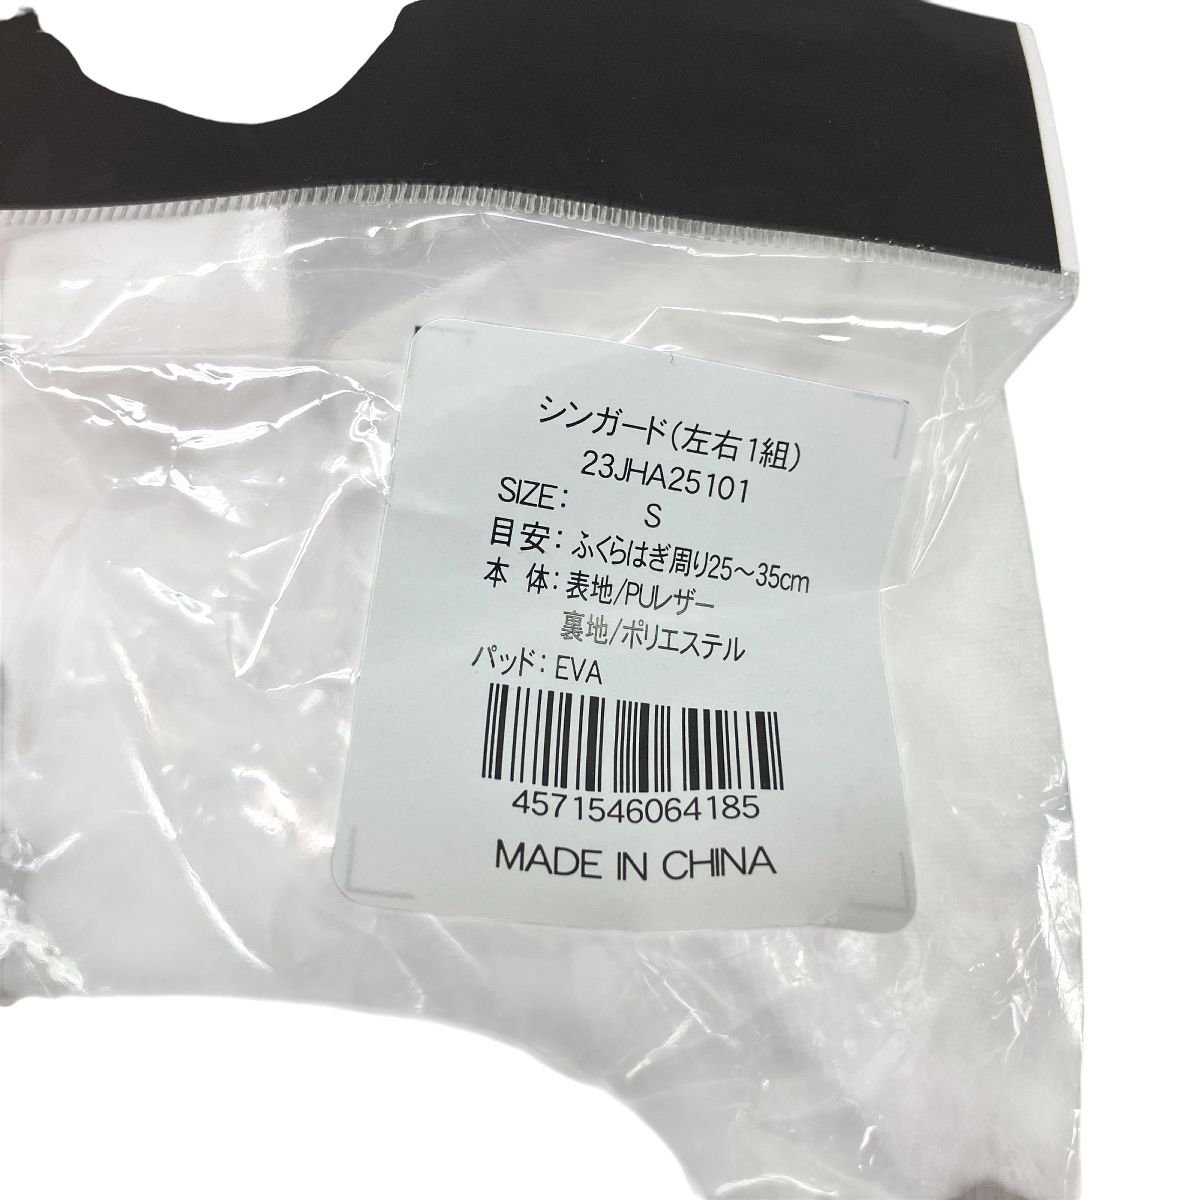 シンガード(左右1組)
23JHA25101
SIZE: S
目安:ふくらはぎ周り25～35cm
本 体:表地/PUレザー
裏地/ポリエステル
パッド:EVA
4571546064185
MADE IN CHINA